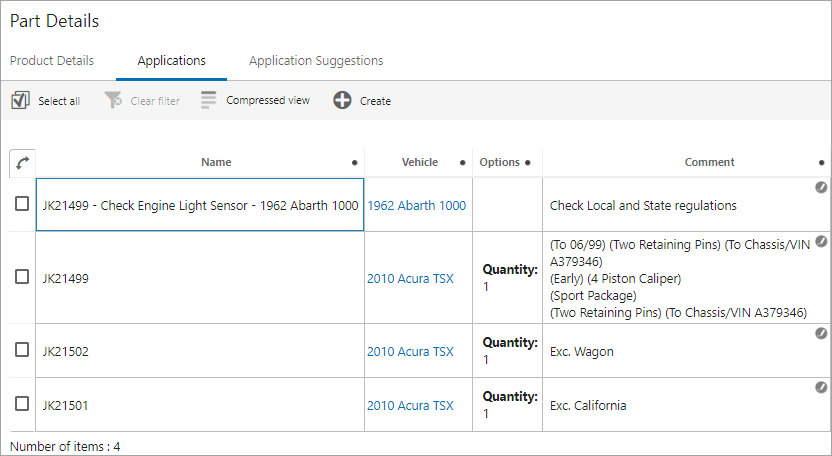 Part Details
Product Details Applications Application Suggestions
Select all Clear filter Compressed view Create
Name Vehicle Options Comment
JK21499 - Check Engine Light Sensor - 1962 Abarth 1000 1962 Abarth 1000 Check Local and State regulations
JK21499 2010 Acura TSX Quantity: 1 (To 06/99) (Two Retaining Pins) (To Chassis/VIN
A379346)
(Early) (4 Piston Caliper)
(Sport Package)
(Two Retaining Pins) (To Chassis/VIN A379346)
JK21502 2010 Acura TSX Quantity: 1 Exc. Wagon
JK21501 2010 Acura TSX Quantity: 1 Exc. California
Number of items : 4